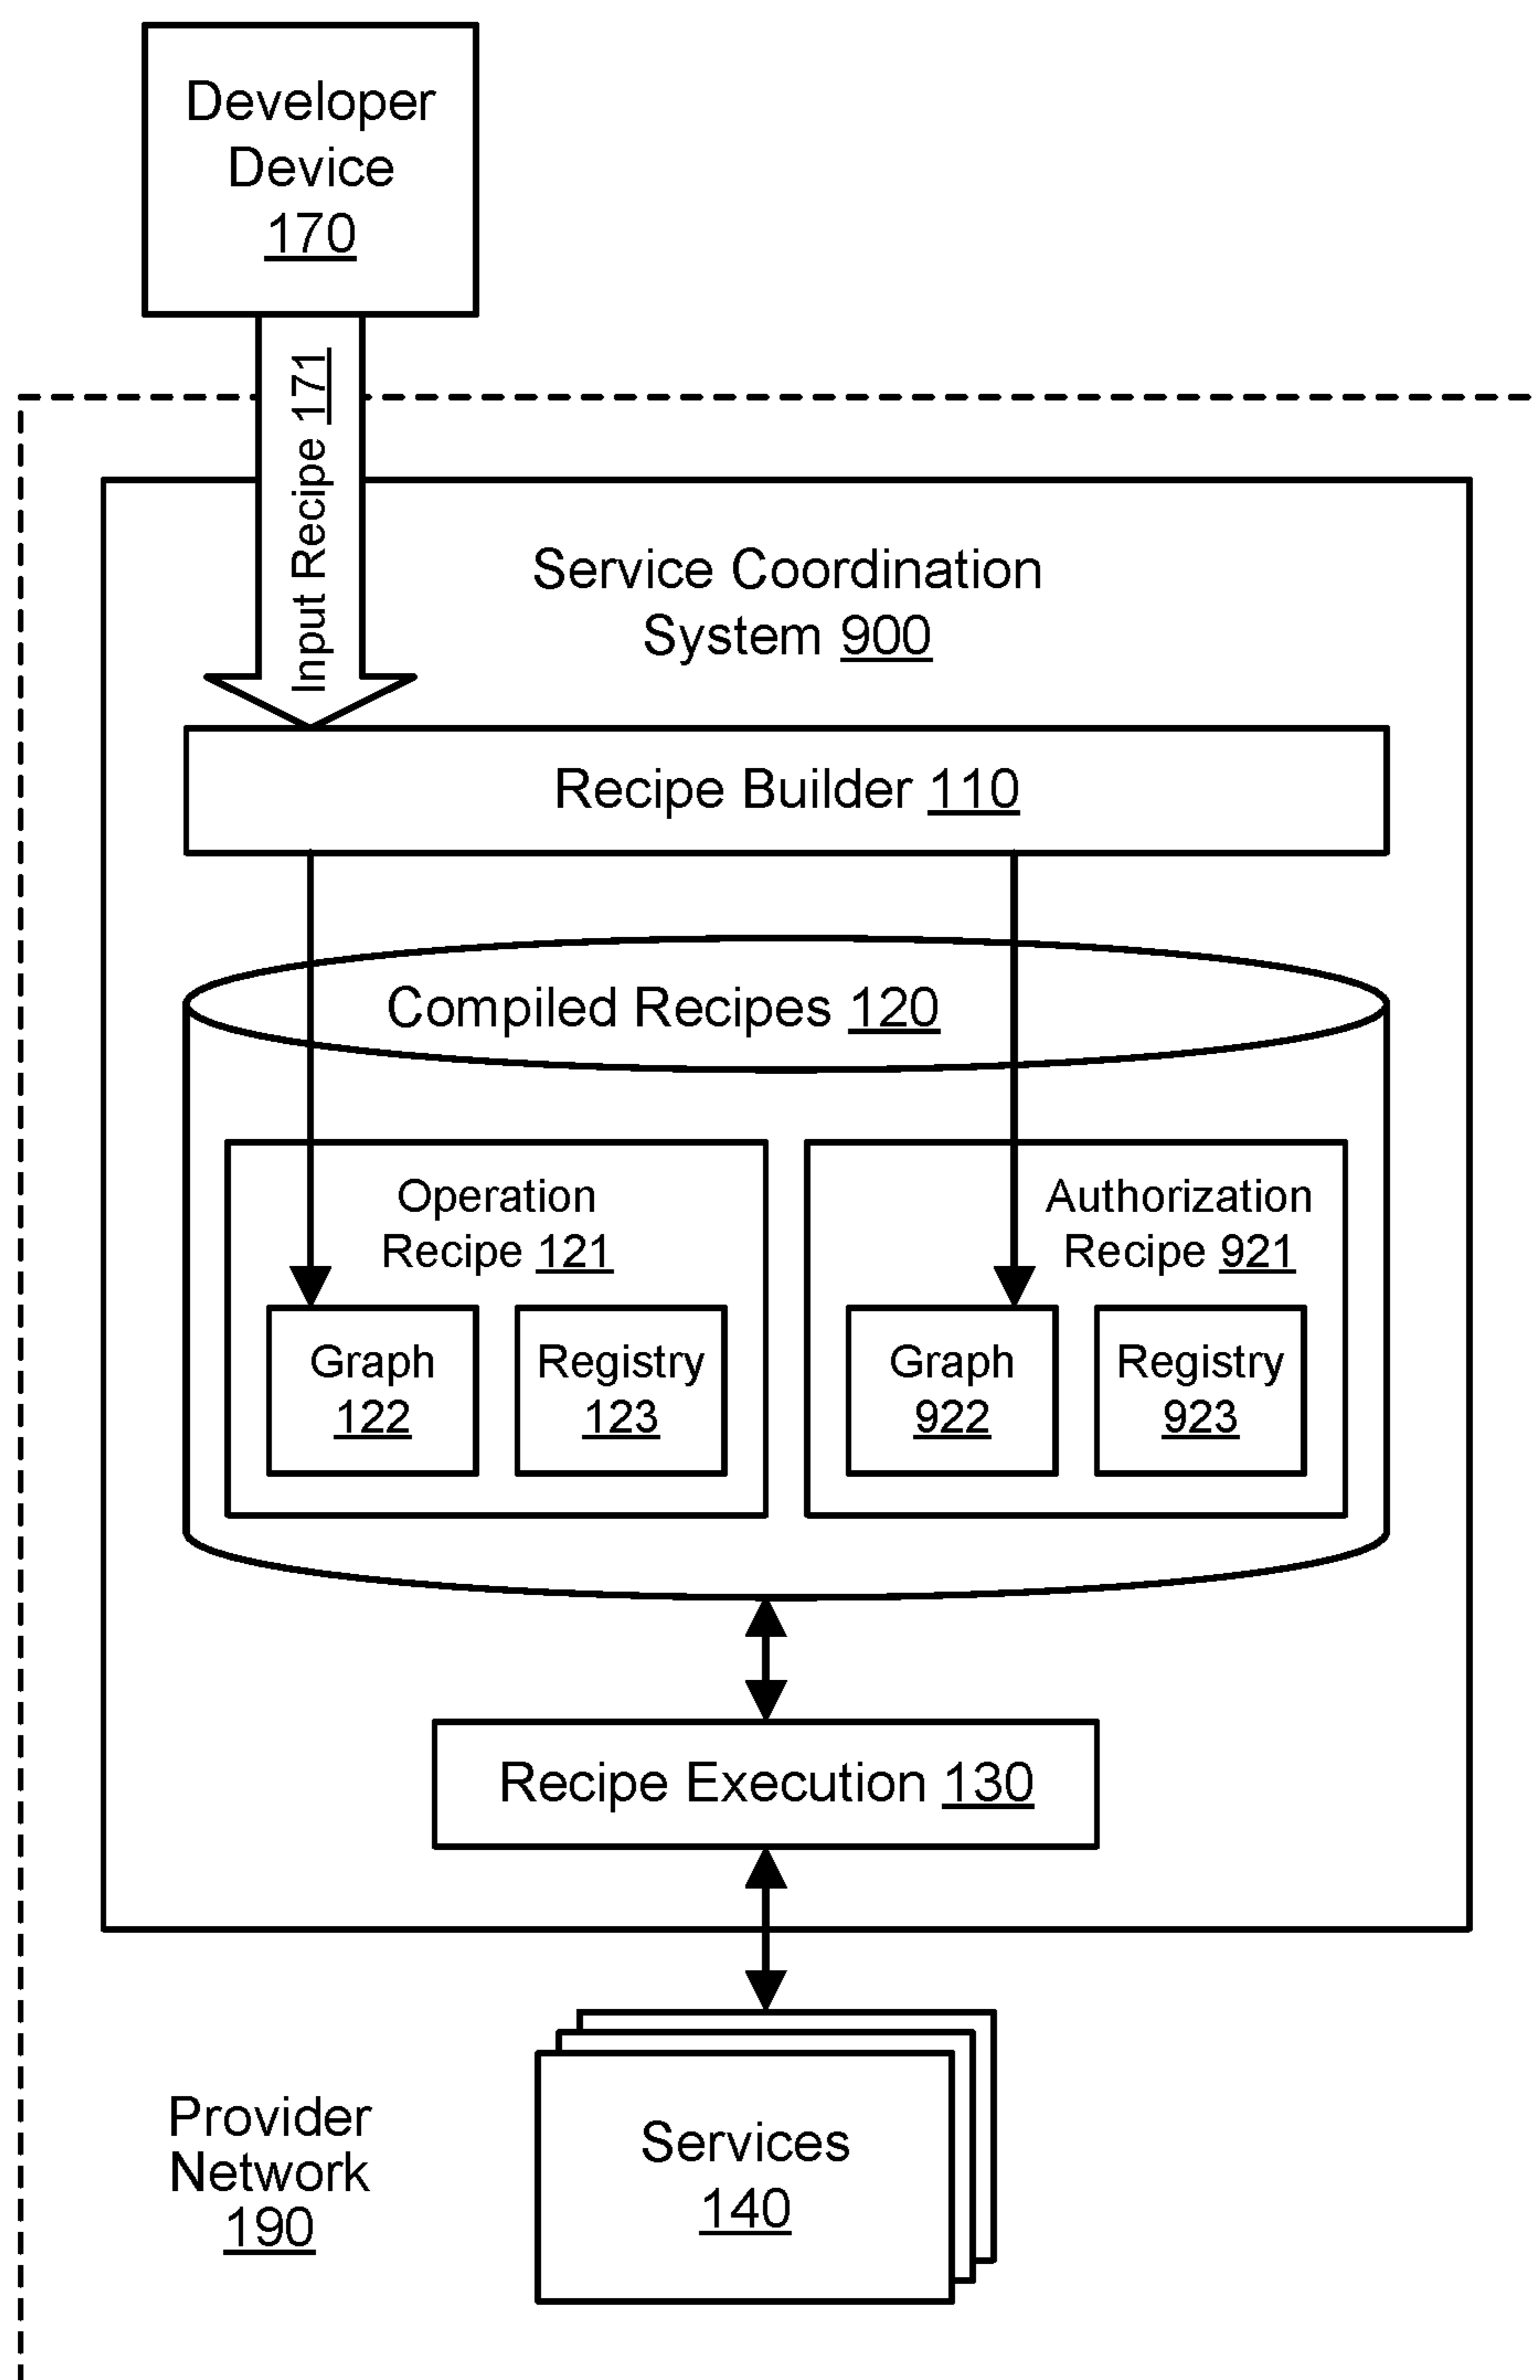 Developer
Device
170
Input Recipe 171
Service Coordination
System 900
Recipe Builder 110
Compiled Recipes 120
Operation
Recipe 121
Authorization
Recipe 921
Graph
122
Registry
123
Graph
922
Registry
923
Recipe Execution 130
Services
140
Provider
Network
190